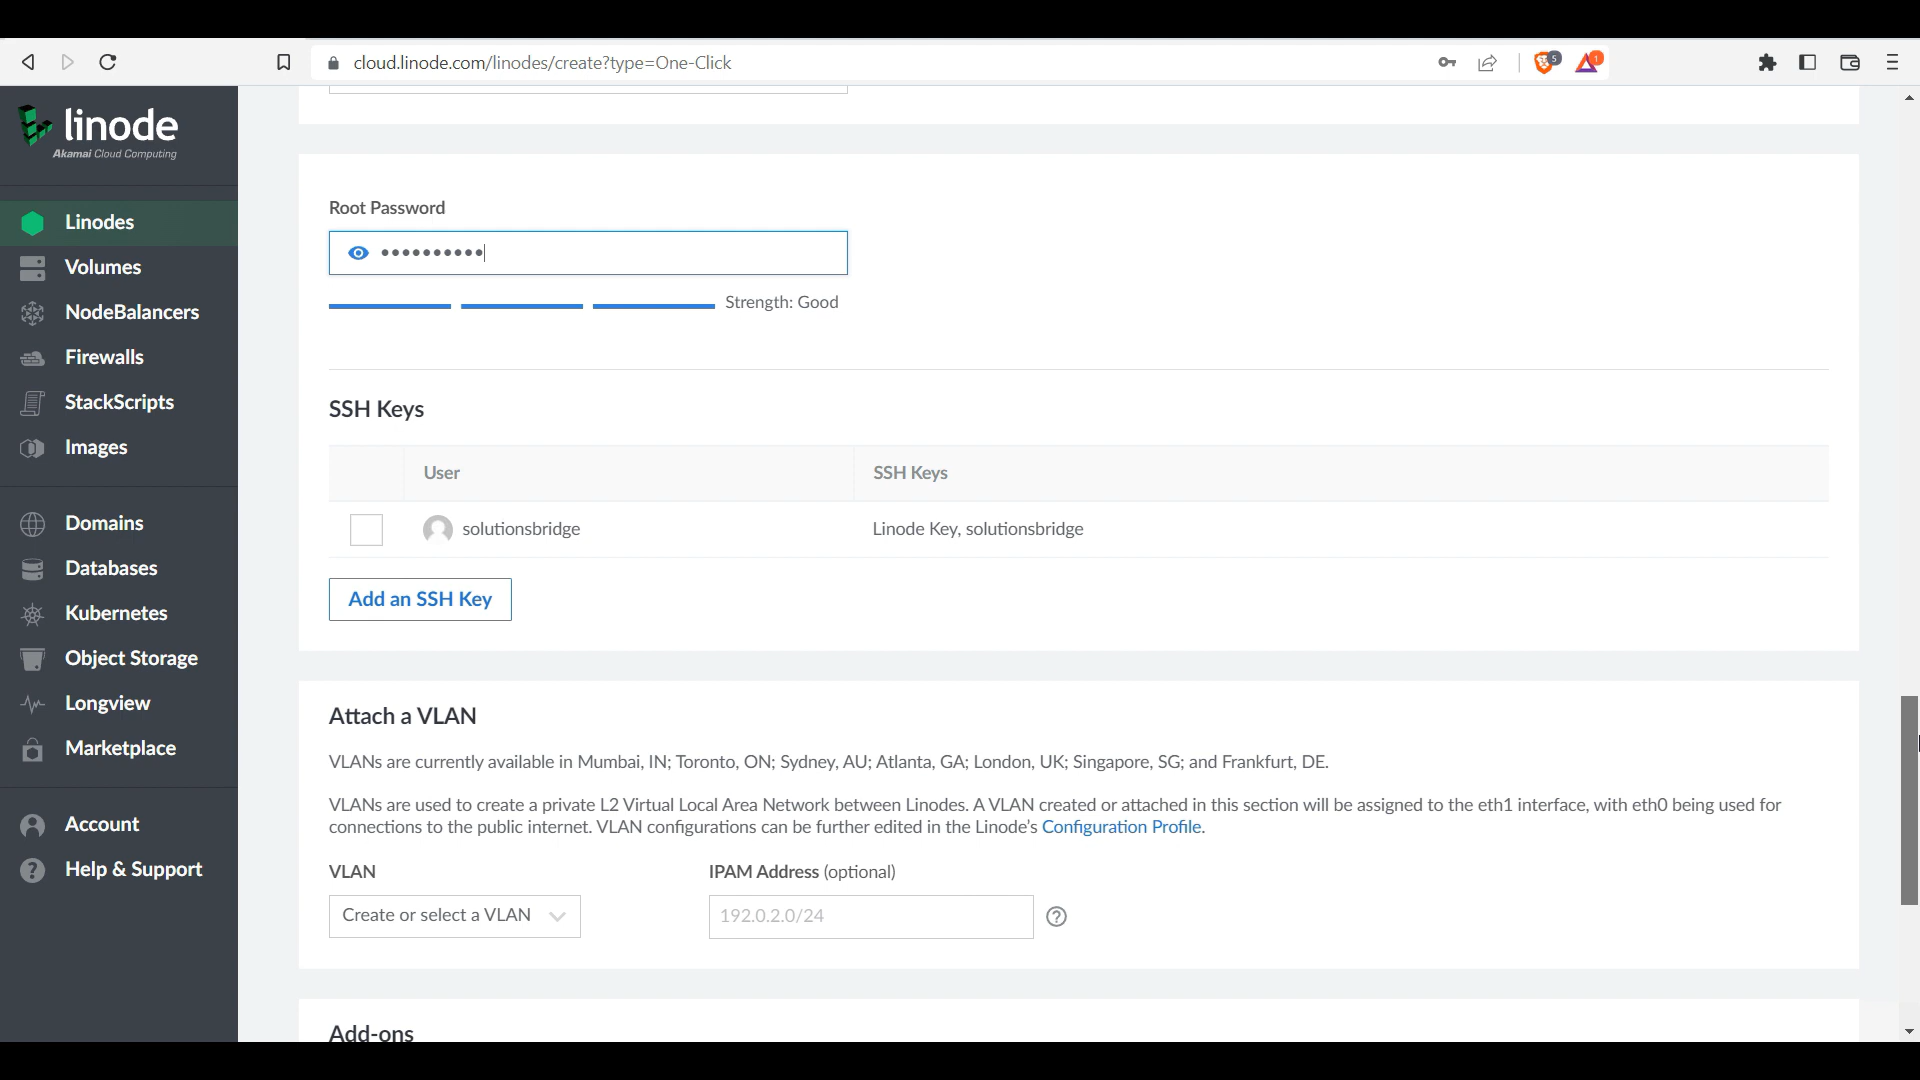 cloud.linode.com/linodes/create?type=One-Click
5
1
linode
Akamai Cloud Computing
Linodes
Volumes
NodeBalancers
Firewalls
StackScripts
Images
Domains
Databases
Kubernetes
Object Storage
Longview
Marketplace
Account
Help & Support
Root Password
••••••••••
Strength: Good
SSH Keys
User
SSH Keys
solutionsbridge
Linode Key, solutionsbridge
Add an SSH Key
Attach a VLAN
VLANs are currently available in Mumbai, IN; Toronto, ON; Sydney, AU; Atlanta, GA; London, UK; Singapore, SG; and Frankfurt, DE.
VLANs are used to create a private L2 Virtual Local Area Network between Linodes. A VLAN created or attached in this section will be assigned to the eth1 interface, with eth0 being used for
connections to the public internet. VLAN configurations can be further edited in the Linode's Configuration Profile.
VLAN
IPAM Address (optional)
Create or select a VLAN
192.0.2.0/24
Add-ons